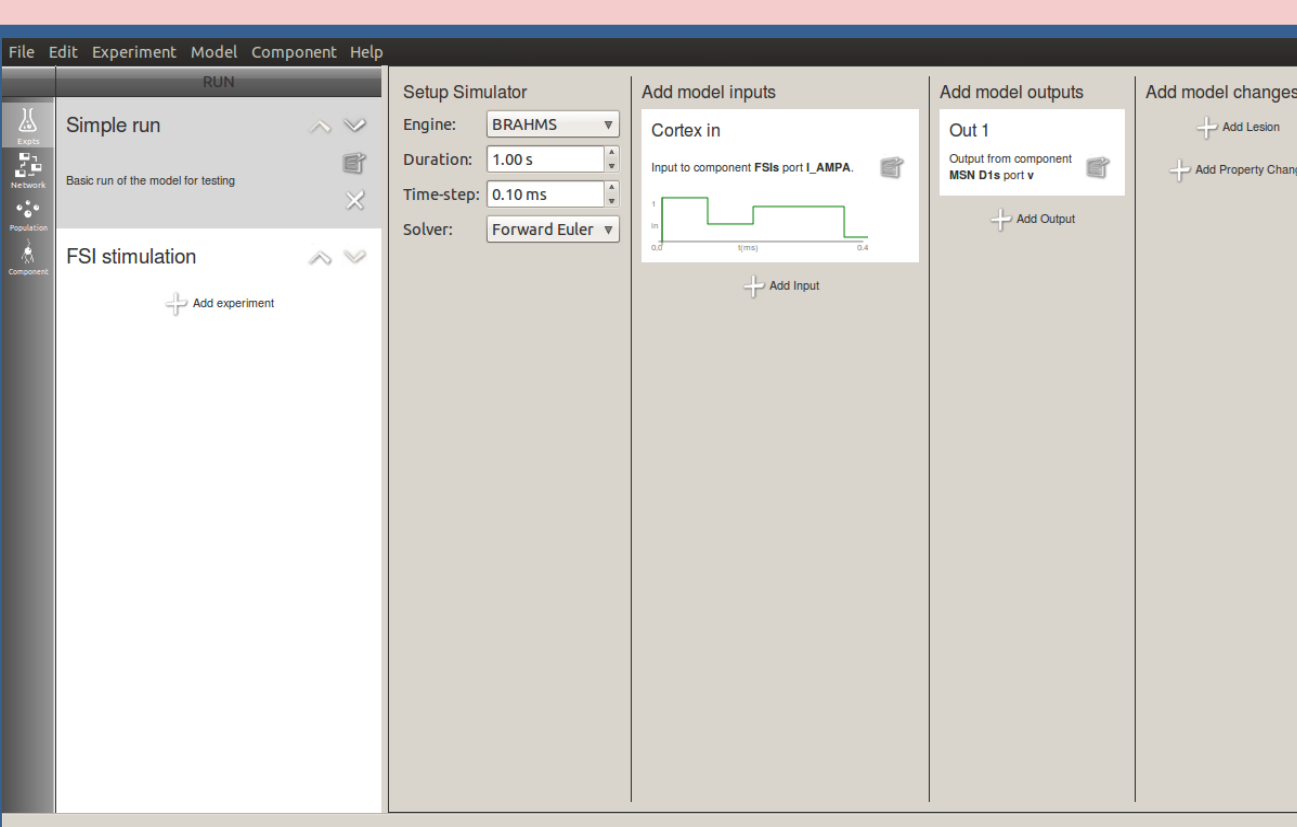 File Edit Experiment Model Component Help
RUN
Expts
Network
Population
Component
Simple run
Basic run of the model for testing
FSI stimulation
Add experiment
Setup Simulator
Engine: BRAHMS
Duration: 1.00 s
Time-step: 0.10 ms
Solver: Forward Euler
Add model inputs
Cortex in
Input to component FSIs port I_AMPA.
1
in
0.0 t(ms) 0.4
Add Input
Add model outputs
Out 1
Output from component
MSN D1s port v
Add Output
Add model changes
Add Lesion
Add Property Chang